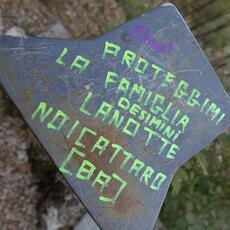 PROTEGGIMI
LA FAMIGLIA
DESIMINI
LANOTTE
NOICATTARO
[BA]